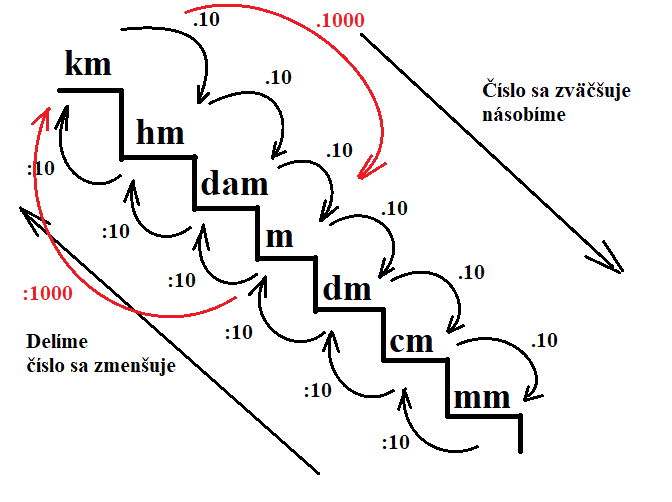 .10
.1000
km
.10
Číslo sa zväčšuje
násobíme
hm
.10
:10
dam
.10
:10
m
.10
:10
:1000
dm
.10
:10
Delíme
číslo sa zmenšuje
cm
:10
mm
:10